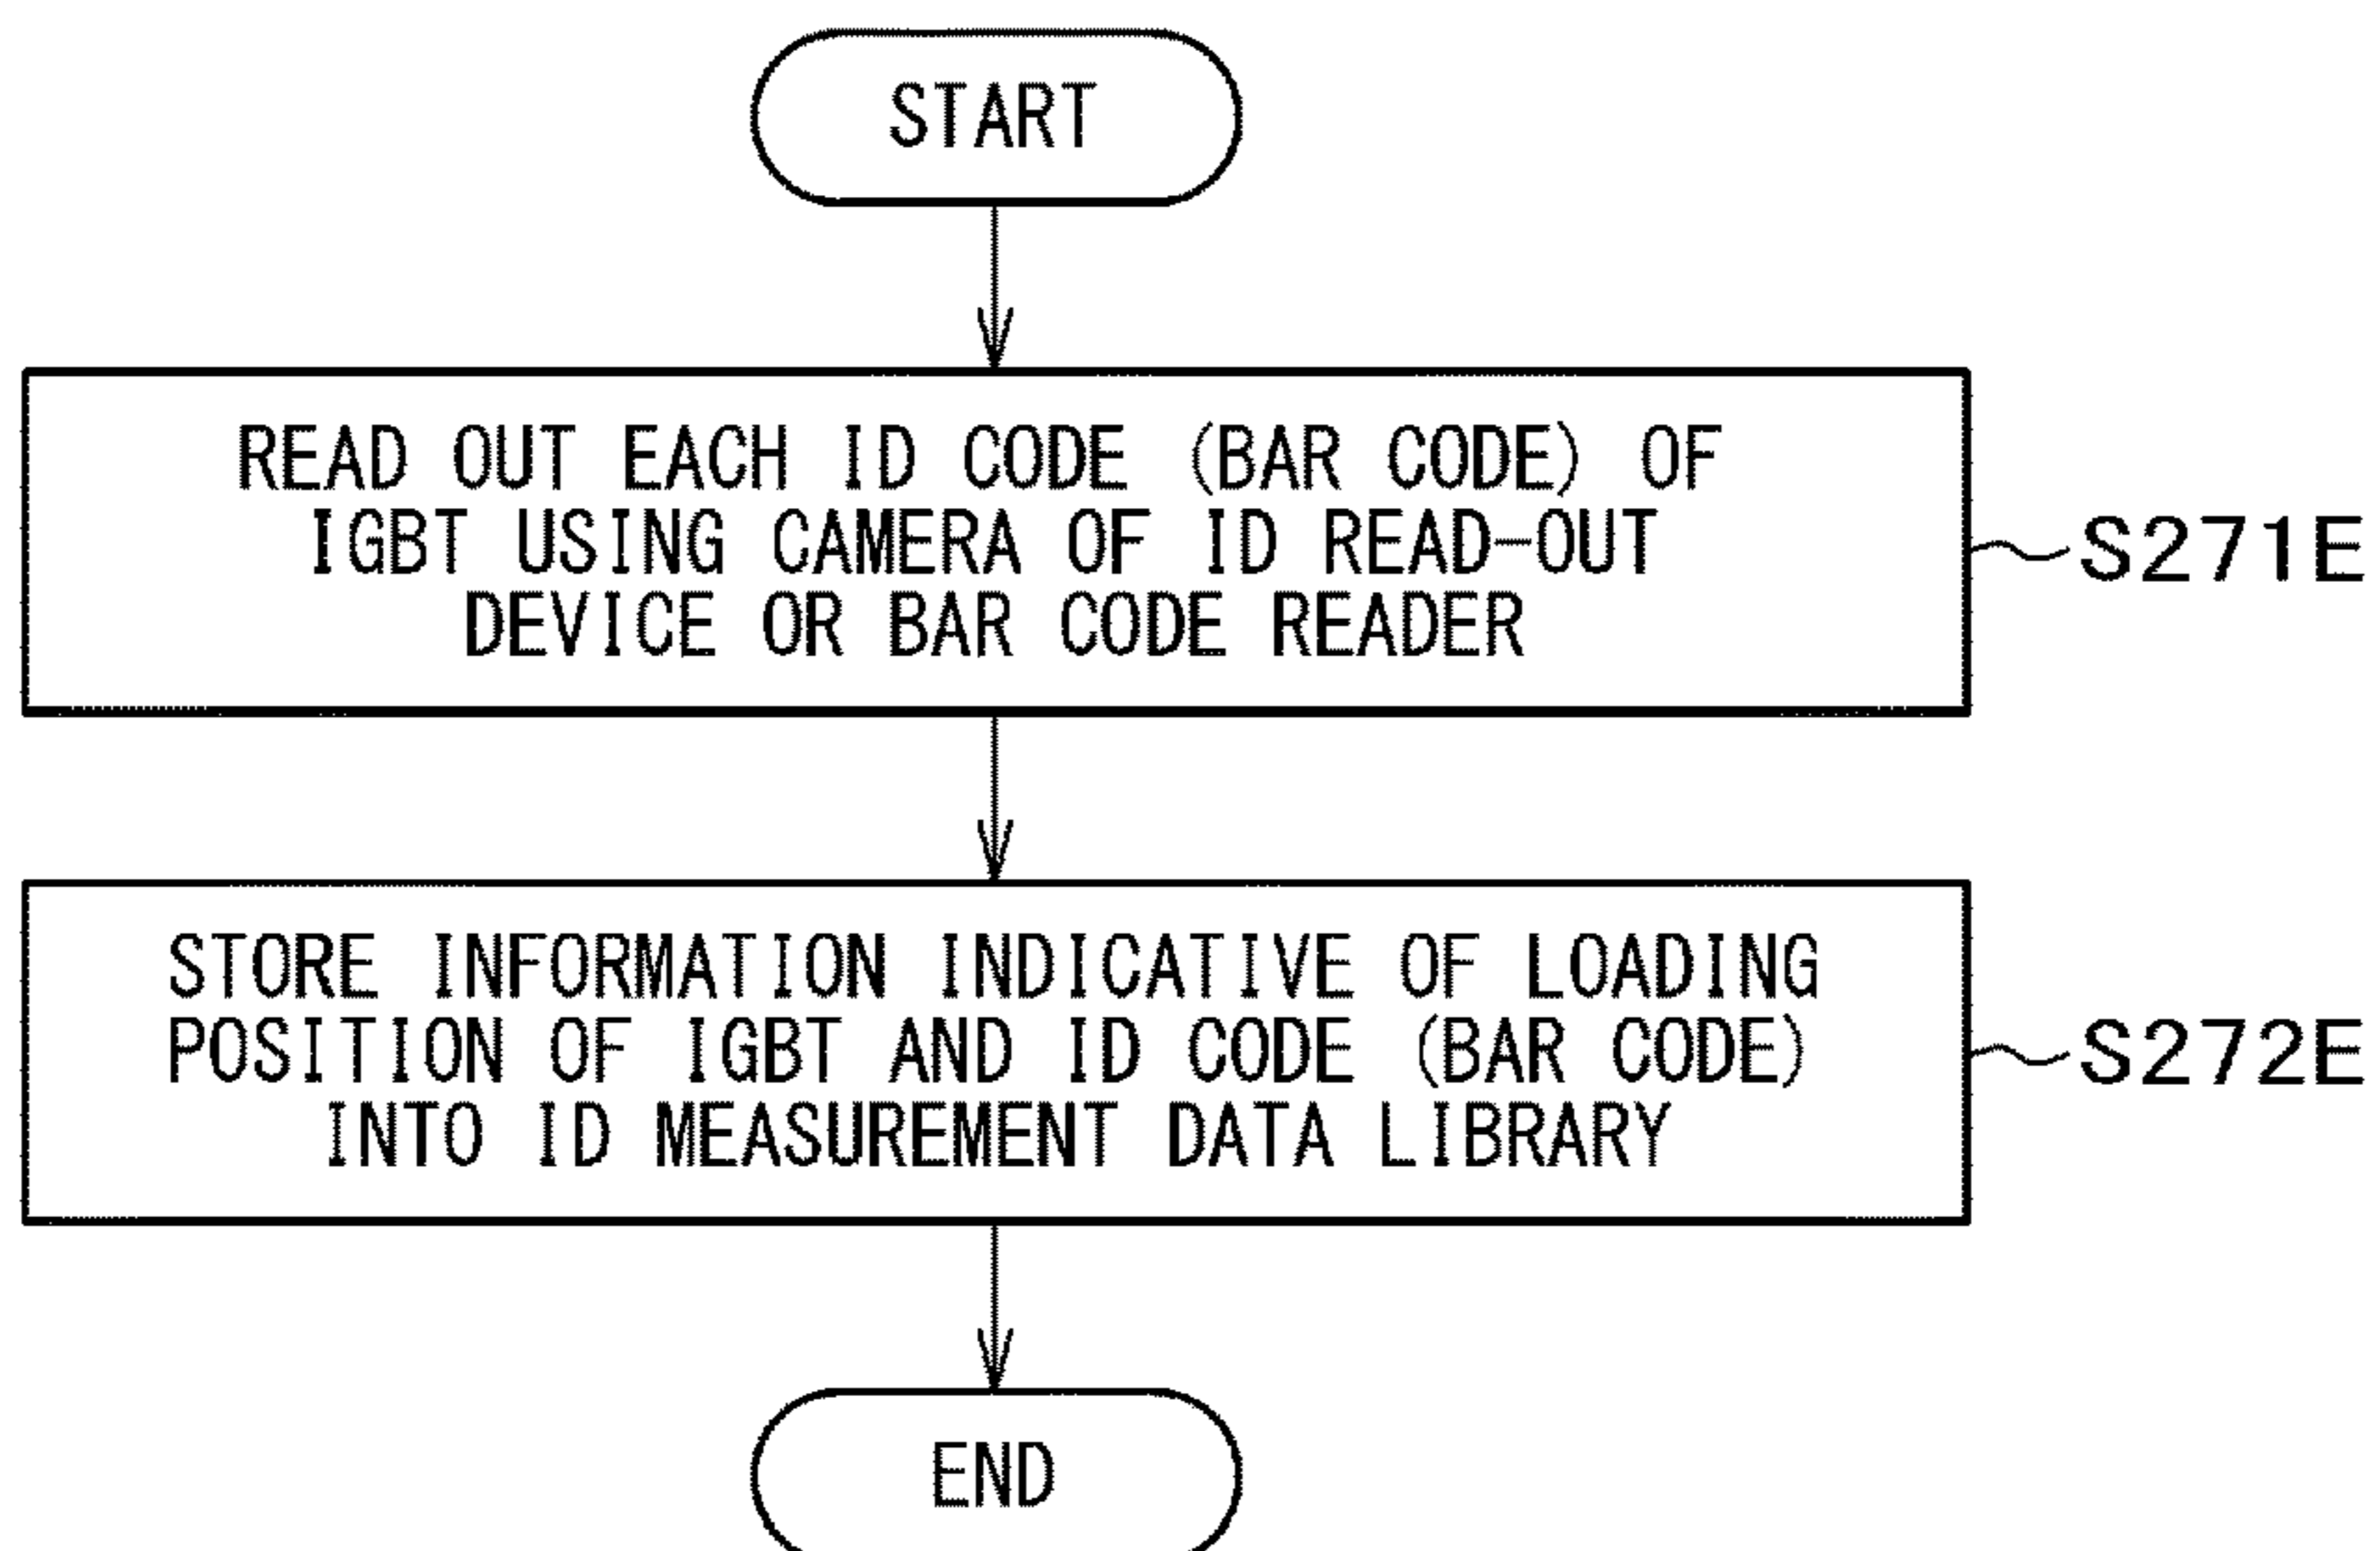 START
READ OUT EACH ID CODE (BAR CODE) OF
IGBT USING CAMERA OF ID READ-OUT
DEVICE OR BAR CODE READER
S271E
STORE INFORMATION INDICATIVE OF LOADING
POSITION OF IGBT AND ID CODE (BAR CODE)
INTO ID MEASUREMENT DATA LIBRARY
S272E
END